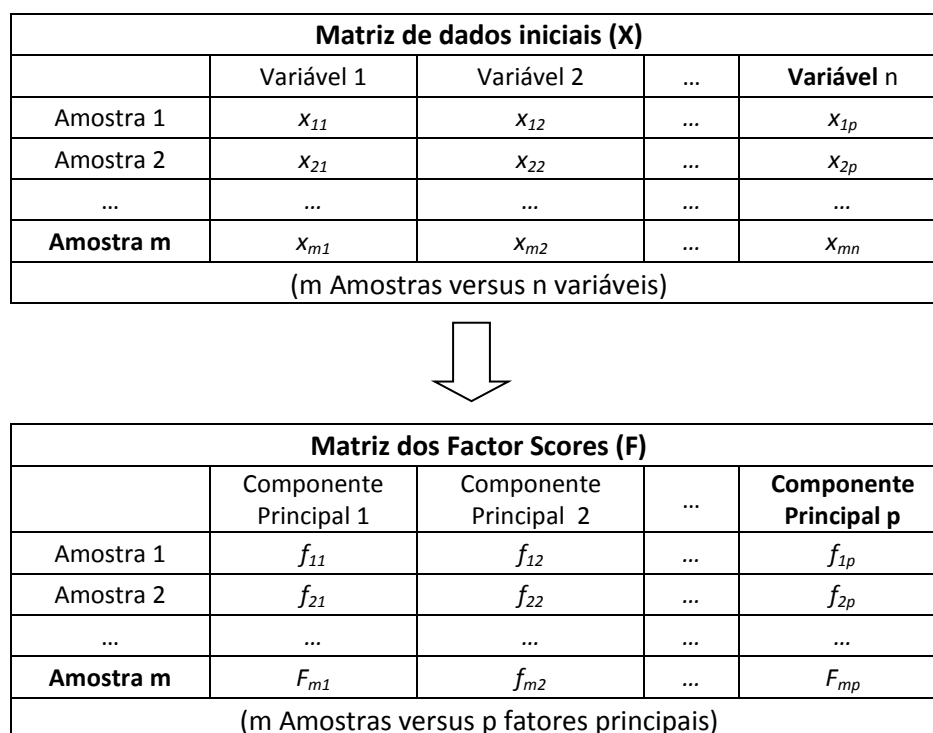 Matriz de dados iniciais (X)
Variável 1 Variável 2 ... Variável n
Amostra 1 x11 x12 ... x1p
Amostra 2 x21 x22 ... x2p
... ... ... ... ...
Amostra m xm1 xm2 ... xmn
(m Amostras versus n variáveis)
Matriz dos Factor Scores (F)
Componente Principal 1 Componente Principal 2 ... Componente Principal p
Amostra 1 f11 f12 ... f1p
Amostra 2 f21 f22 ... f2p
... ... ... ... ...
Amostra m Fm1 fm2 ... Fmp
(m Amostras versus p fatores principais)